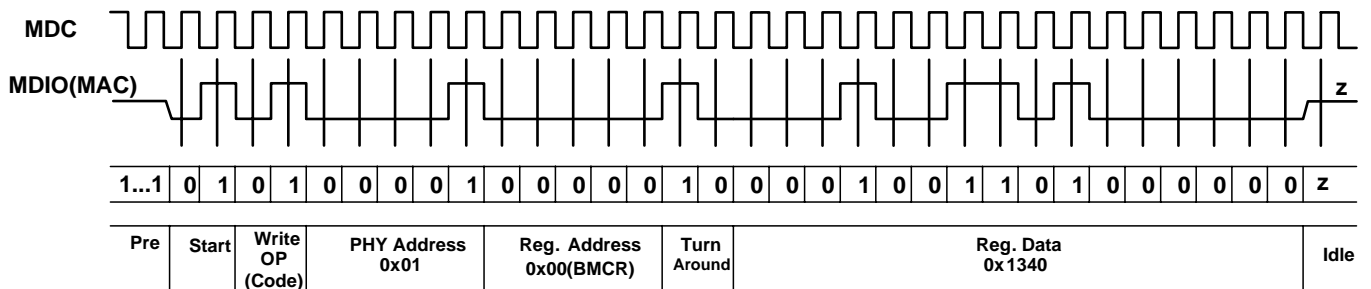 MDC
MDIO(MAC)
z
1...1 0 1 0 1 0 0 0 0 1 0 0 0 0 0 1 0 0 0 0 1 0 0 1 1 0 1 0 0 0 0 0 0 z
Pre Start Write OP (Code) PHY Address 0x01 Reg. Address 0x00(BMCR) Turn Around Reg. Data 0x1340 Idle